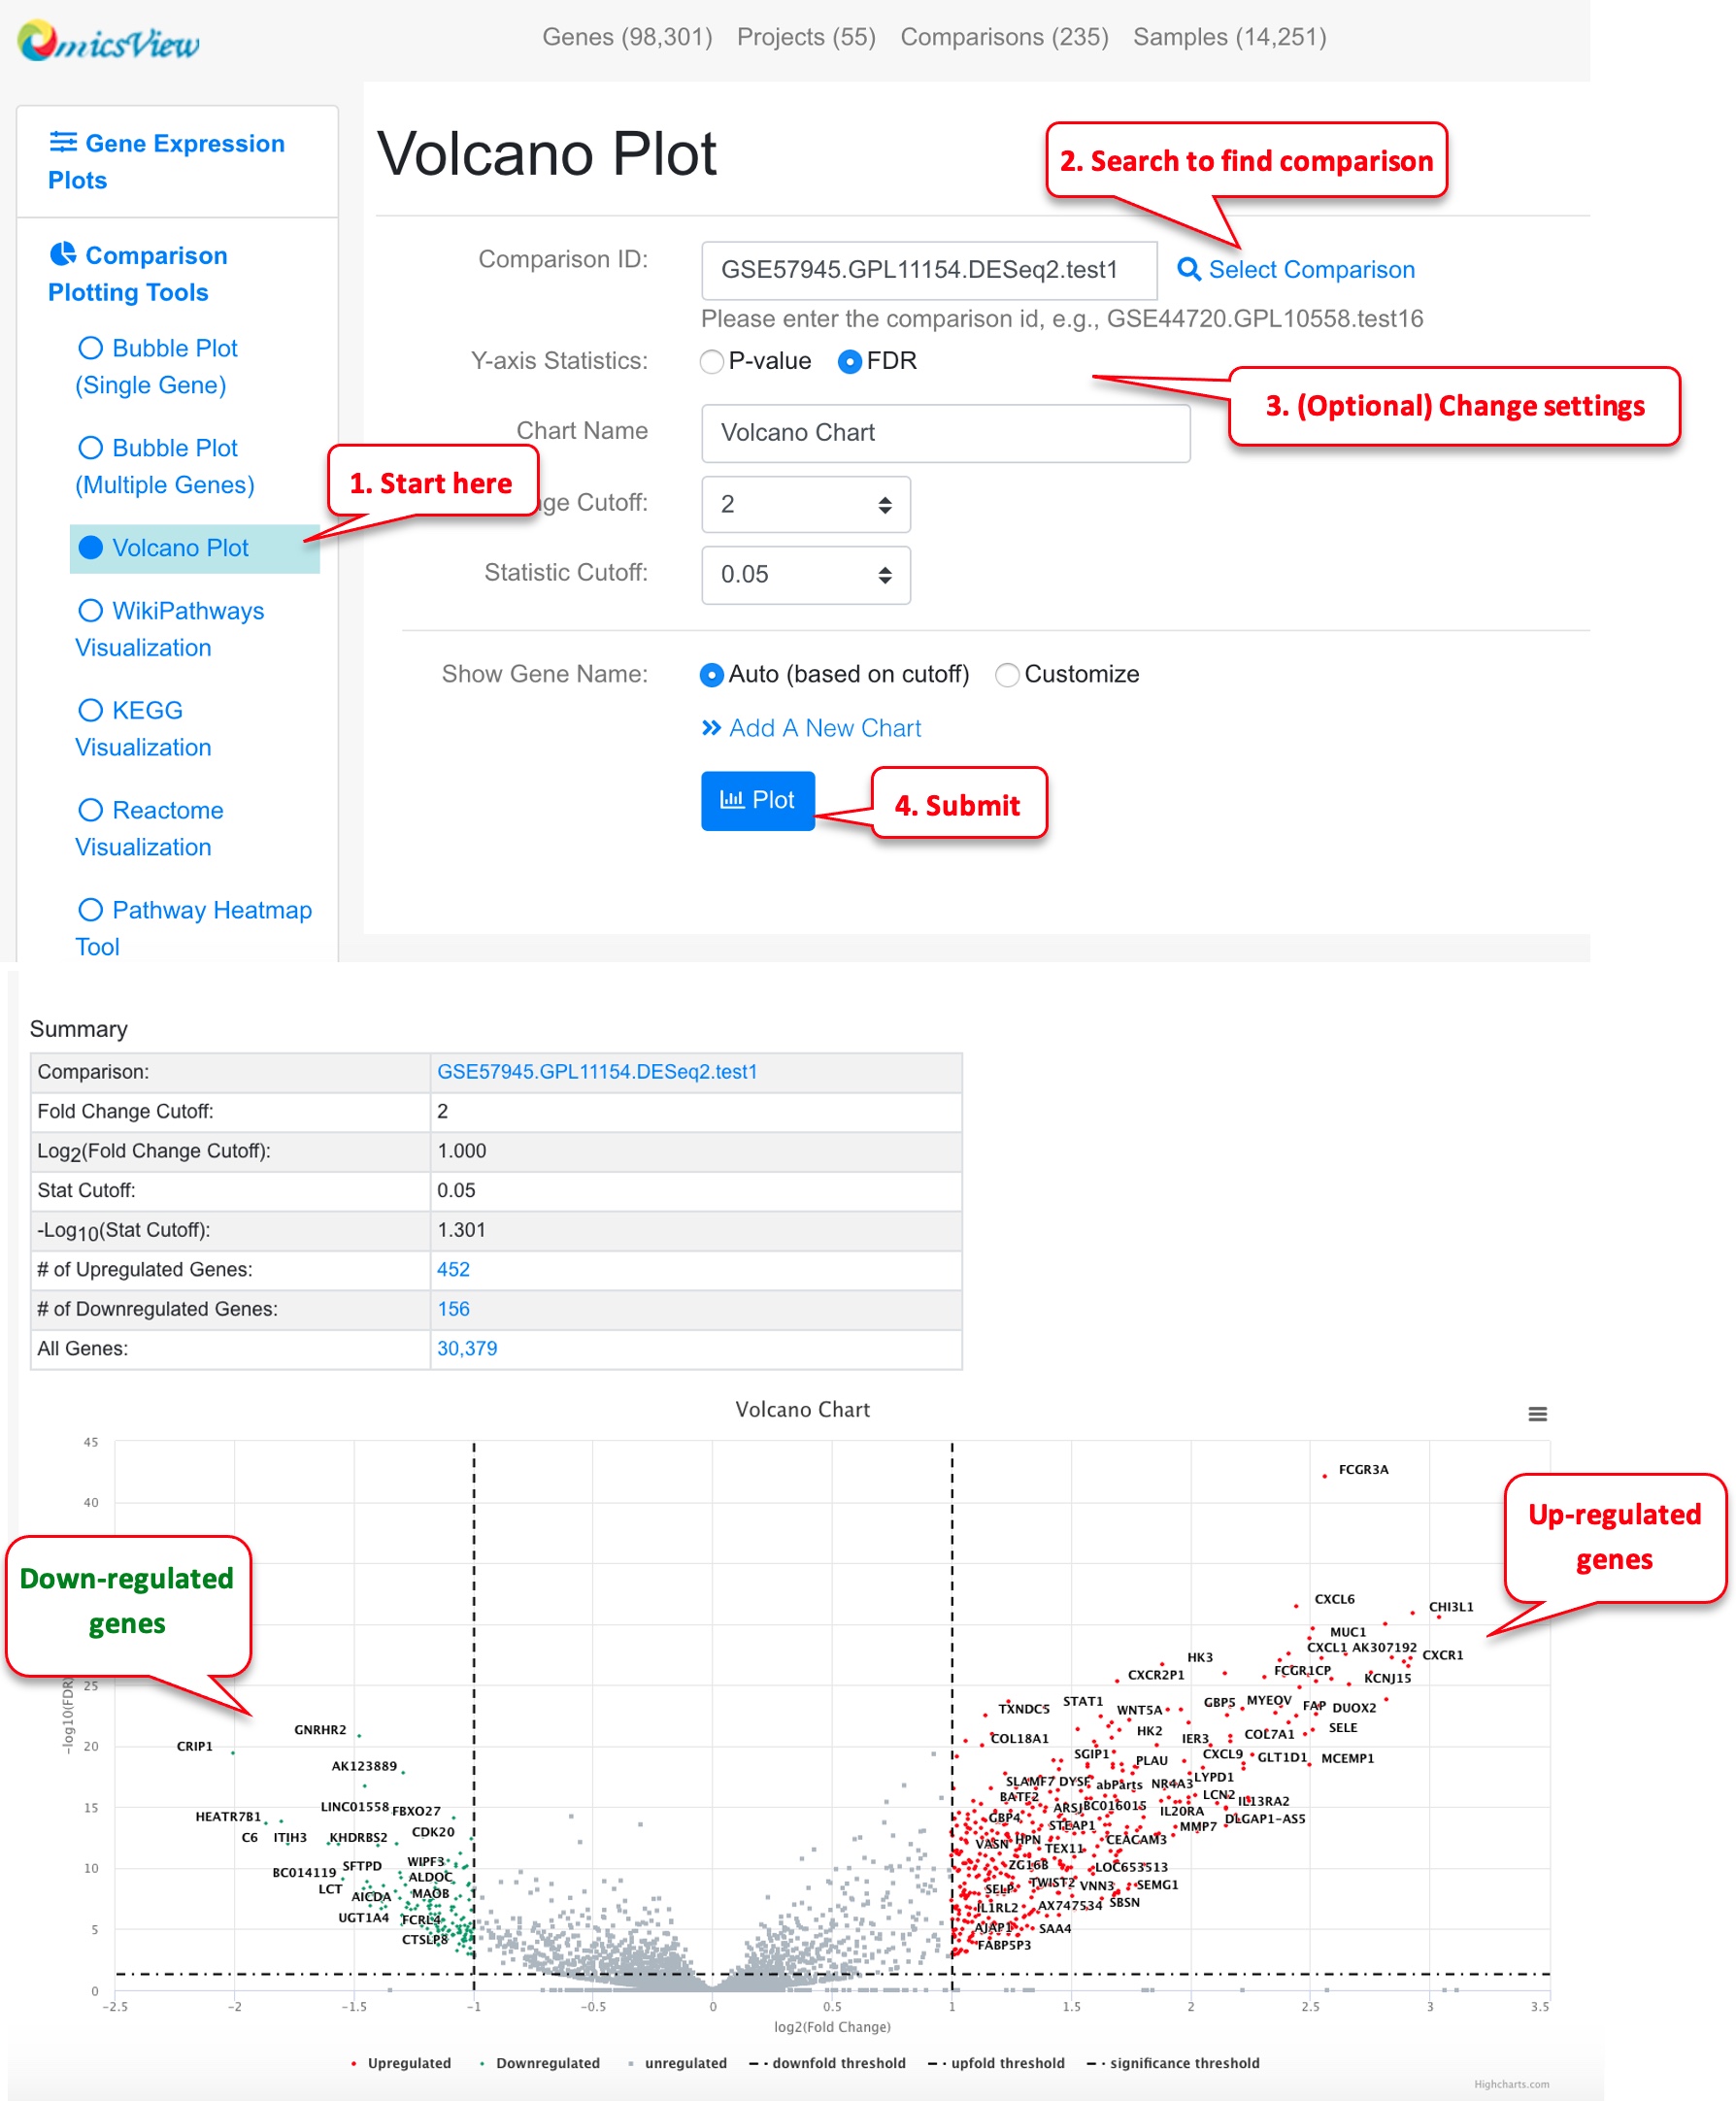 OmicsView
Genes (98,301) Projects (55) Comparisons (235) Samples (14,251)
Gene Expression
Plots
Comparison
Plotting Tools
Bubble Plot
(Single Gene)
Bubble Plot
(Multiple Genes)
Volcano Plot
WikiPathways
Visualization
KEGG
Visualization
Reactome
Visualization
Pathway Heatmap
Tool
Volcano Plot
2. Search to find comparison
Comparison ID: GSE57945.GPL11154.DESeq2.test1 Select Comparison
Please enter the comparison id, e.g., GSE44720.GPL10558.test16
Y-axis Statistics: P-value FDR
3. (Optional) Change settings
Chart Name Volcano Chart
1. Start here
ge Cutoff: 2
Statistic Cutoff: 0.05
Show Gene Name: Auto (based on cutoff) Customize
Add A New Chart
Plot
4. Submit
Summary
Comparison: GSE57945.GPL11154.DESeq2.test1
Fold Change Cutoff: 2
Log2(Fold Change Cutoff): 1.000
Stat Cutoff: 0.05
-Log10(Stat Cutoff): 1.301
# of Upregulated Genes: 452
# of Downregulated Genes: 156
All Genes: 30,379
Volcano Chart
45
40
25
20
15
10
5
0
-log10(FDR)
Down-regulated
genes
Up-regulated
genes
FCGR3A
CXCL6
CHI3L1
MUC1
CXCL1 AK307192
CXCR1
HK3
FCGR1CP
CXCR2P1
KCNJ15
STAT1
GBP5 MYEOV
FAP DUOX2
TXNDC5
WNT5A
SELE
HK2
COL18A1
IER3
COL7A1
SGIP1
CXCL9 GLT1D1 MCEMP1
PLAU
LYPD1
SLAMF7 DYSF abParts NR4A3
BATF2
LCN2 IL13RA2
ARSJ BC016015 IL20RA
GBP4
DLGAP1-AS5
STEAP1
MMP7
VASN HPN
CEACAM3
TEX11
ZG16B
LOC653513
SELP TWIST2 VNN3 SEMG1
IL1RL2 AX747534 SBSN
AJAP1 SAA4
FABP5P3
GNRHR2
CRIP1
AK123889
LINC01558 FBXO27
HEATR7B1
C6 ITIH3 KHDRBS2 CDK20
BC014119 SFTPD WIPF3
ALDOC
LCT AICDA MAOB
UGT1A4 FCRL4
CTSLP8
-2.5 -2 -1.5 -1 -0.5 0 0.5 1 1.5 2 2.5 3 3.5
log2(Fold Change)
Upregulated Downregulated unregulated downfold threshold upfold threshold significance threshold
Highcharts.com